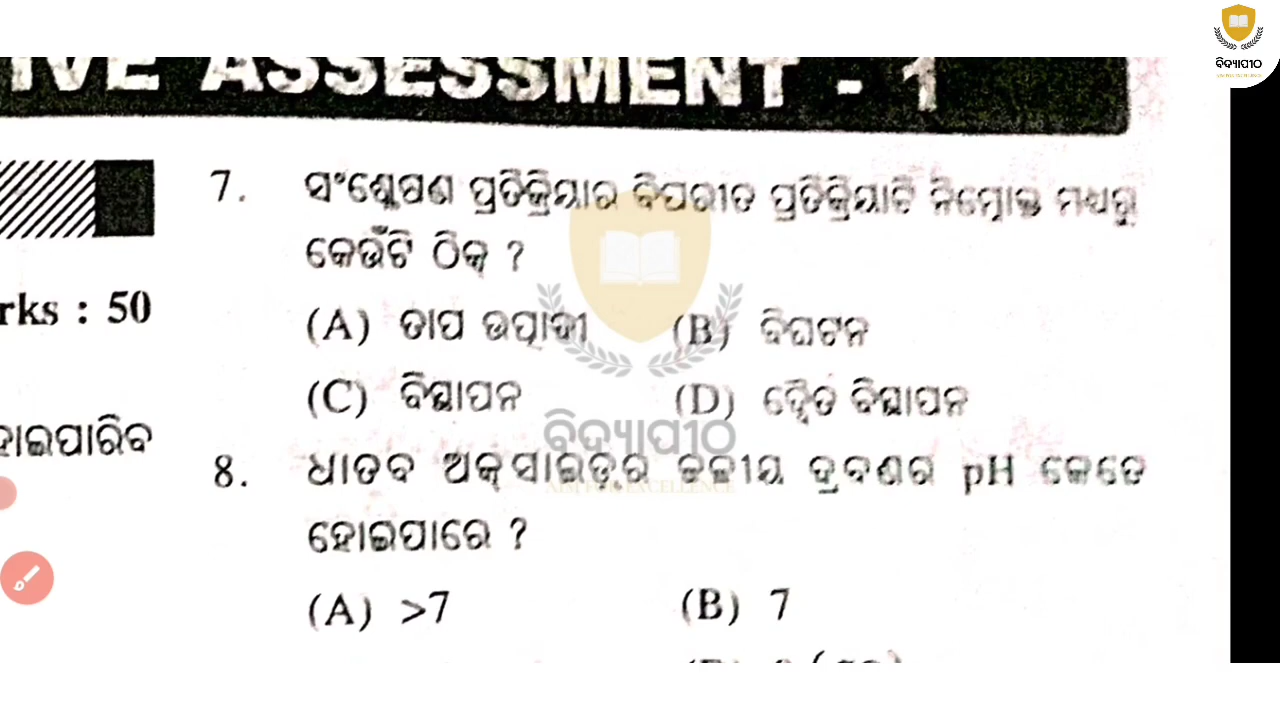 ବିଦ୍ୟାପୀଠ
IVE ASSESSMENT - 1
7. ସଂଶ୍ଳେଷଣ ପ୍ରତିକ୍ରିୟାର ବିପରୀତ ପ୍ରତିକ୍ରିୟାଟି ନିମ୍ନୋକ୍ତ ମଧ୍ୟରୁ
କେଉଁଟି ଠିକ୍ ?
rks : 50
(A) ତାପ ଉତ୍ପାଦୀ (B) ବିଘଟନ
(C) ବିସ୍ଥାପନ (D) ଦ୍ୱୈତ ବିସ୍ଥାପନ
ହୋଇପାରିବ
ବିଦ୍ୟାପୀଠ
8. ଧାତବ ଅକ୍ସାଇଡ୍‌ର ଜଳୀୟ ଦ୍ରବଣର pH କେତେ
ହୋଇପାରେ ?
(A) >7 (B) 7